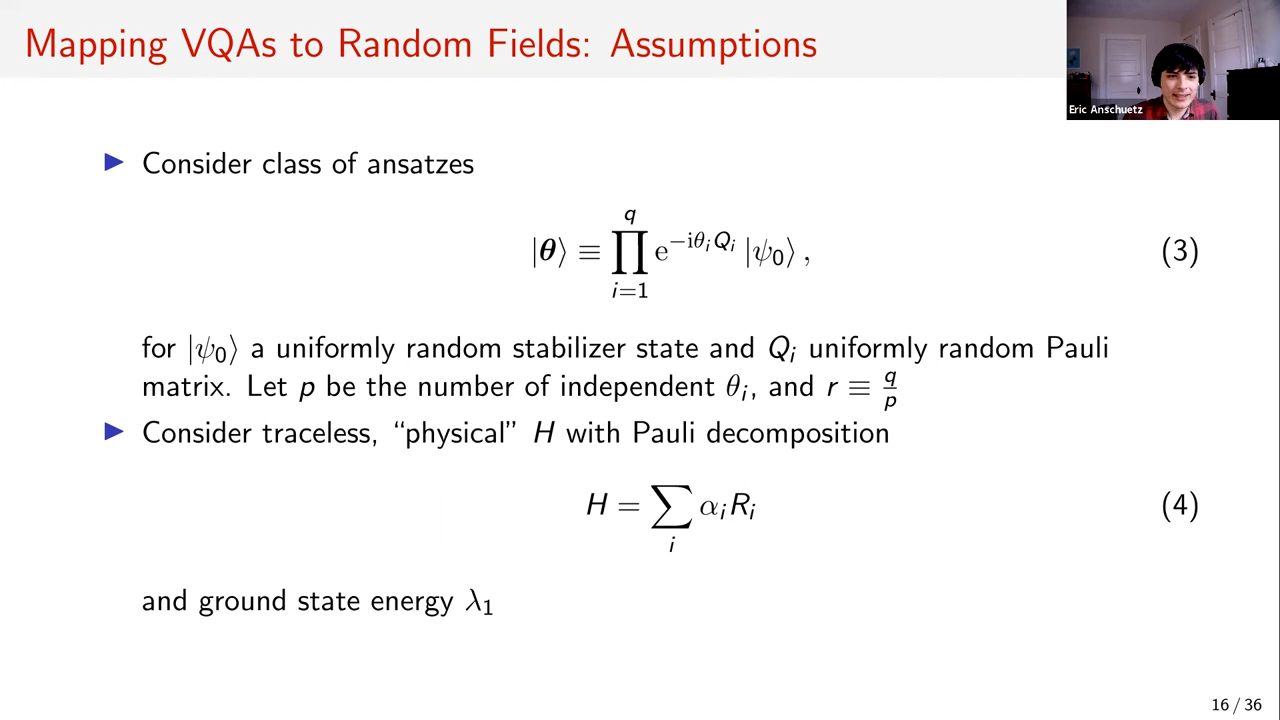 Mapping VQAs to Random Fields: Assumptions
Eric Anschuetz
▶ Consider class of ansatzes
|θ⟩ ≡ ∏_{i=1}^{q} e^{−iθ_i Q_i} |ψ_0⟩ , (3)
for |ψ_0⟩ a uniformly random stabilizer state and Q_i uniformly random Pauli
matrix. Let p be the number of independent θ_i, and r ≡ q/p
▶ Consider traceless, “physical” H with Pauli decomposition
H = ∑_i α_i R_i (4)
and ground state energy λ_1
16 / 36